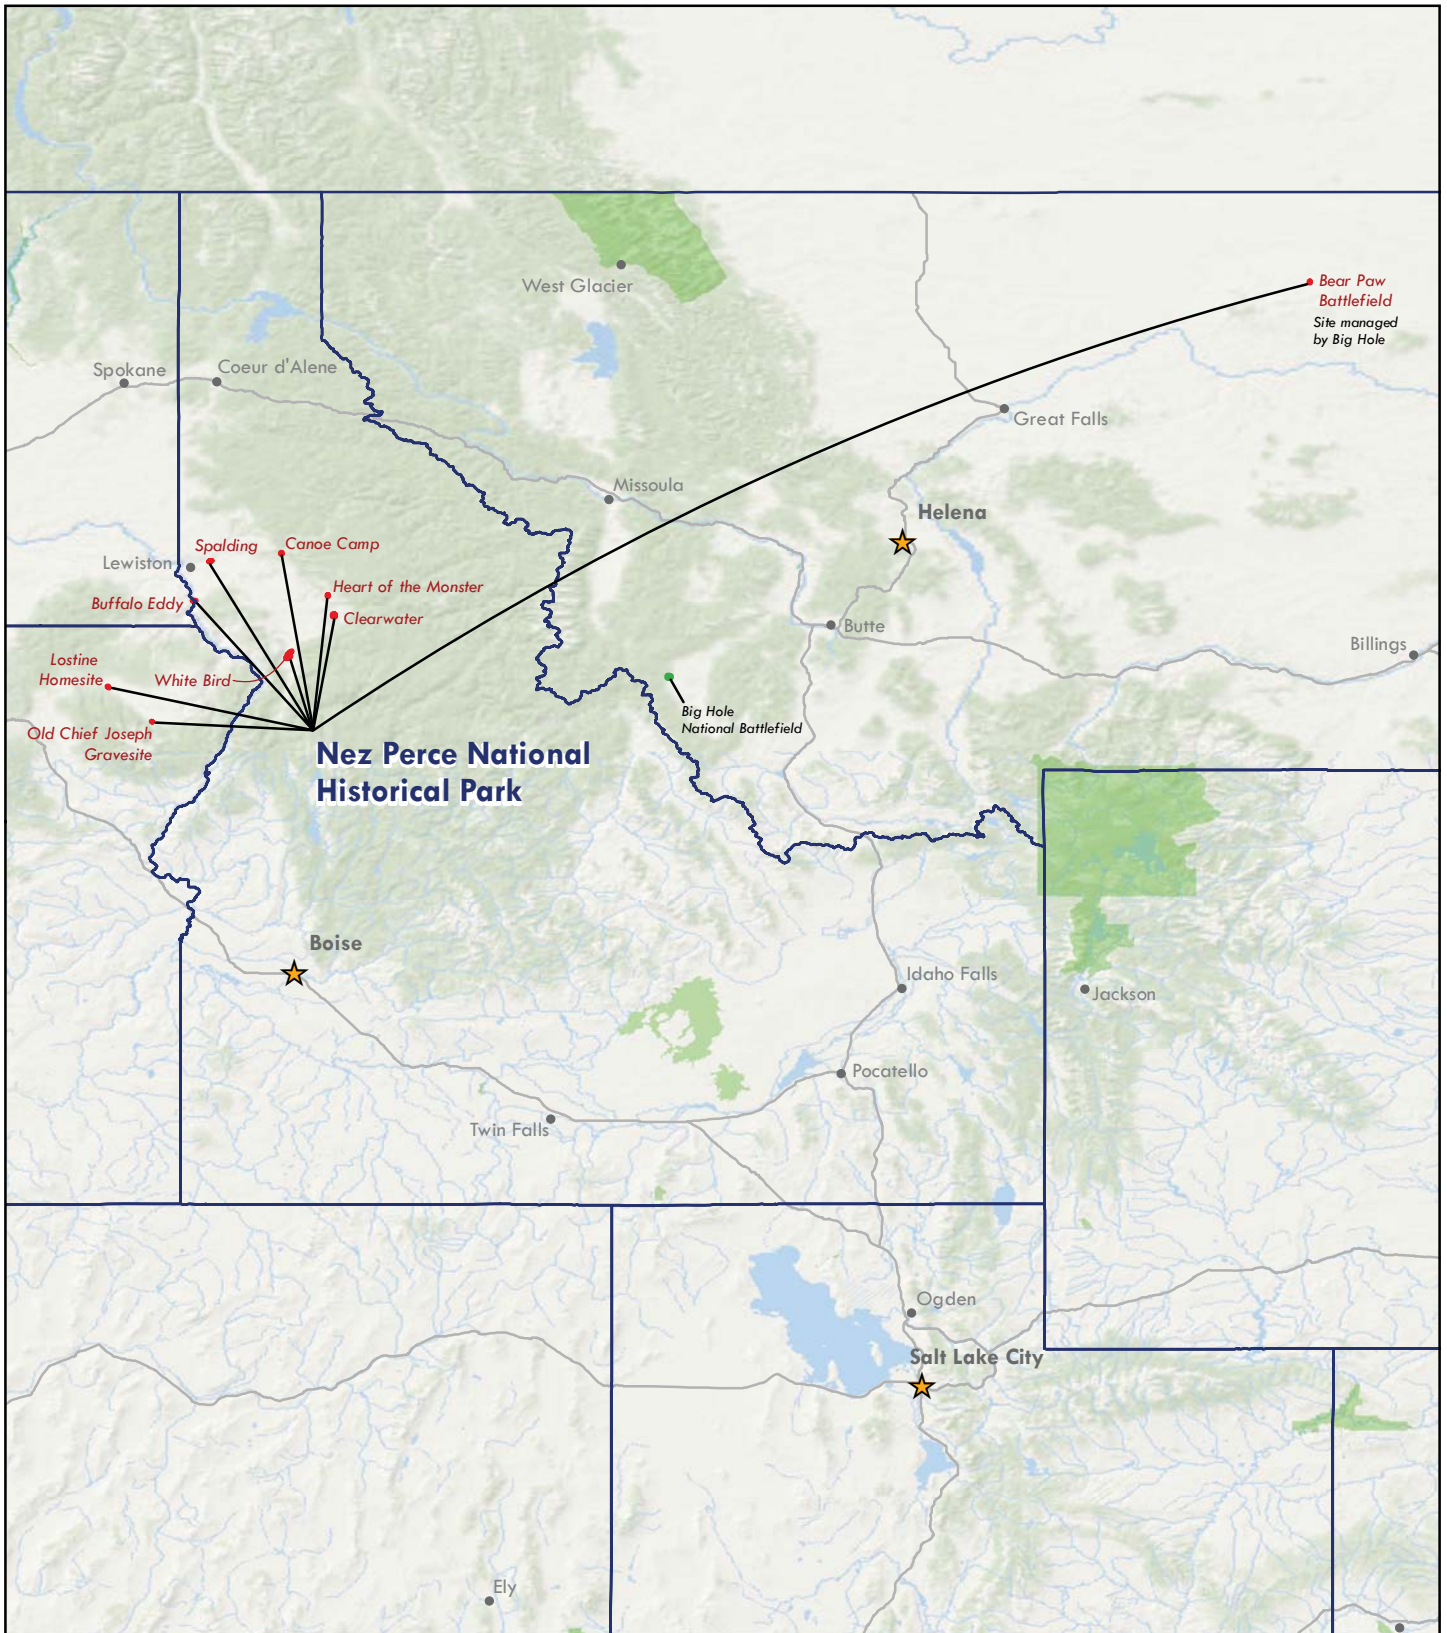 West Glacier
Bear Paw
Battlefield
Site managed
by Big Hole
Spokane
Coeur d'Alene
Great Falls
Missoula
Helena
Spalding
Canoe Camp
Lewiston
Heart of the Monster
Buffalo Eddy
Clearwater
Butte
Billings
Lostine
Homesite
White Bird
Big Hole
National Battlefield
Old Chief Joseph
Gravesite
Nez Perce National
Historical Park
Boise
Idaho Falls
Jackson
Pocatello
Twin Falls
Ogden
Salt Lake City
Ely